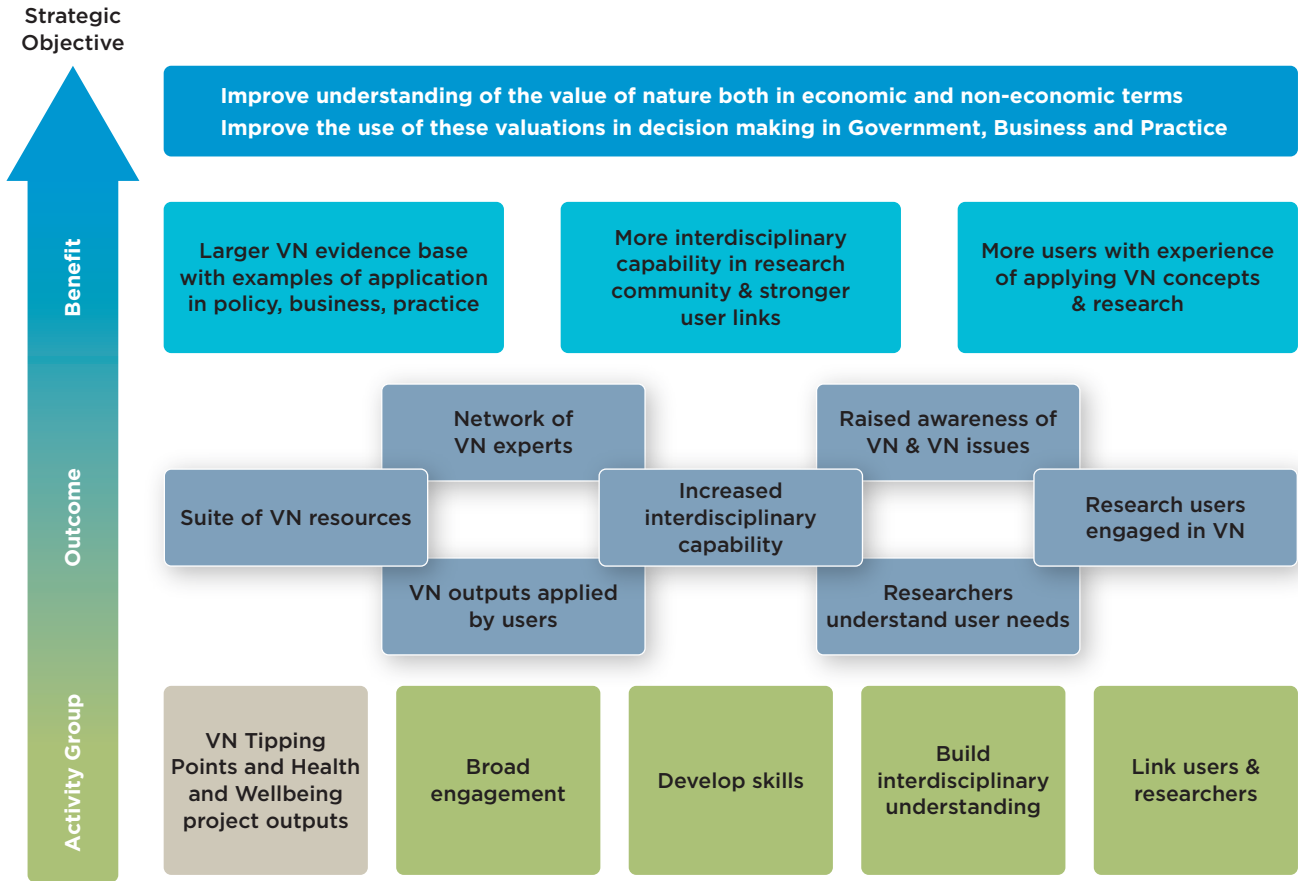 Strategic
Objective
Improve understanding of the value of nature both in economic and non-economic terms
Improve the use of these valuations in decision making in Government, Business and Practice
Benefit
Larger VN evidence base
with examples of application
in policy, business, practice
More interdisciplinary
capability in research
community & stronger
user links
More users with experience
of applying VN concepts
& research
Outcome
Network of
VN experts
Raised awareness of
VN & VN issues
Suite of VN resources
Increased
interdisciplinary
capability
Research users
engaged in VN
VN outputs applied
by users
Researchers
understand user needs
Activity Group
VN Tipping
Points and Health
and Wellbeing
project outputs
Broad
engagement
Develop skills
Build
interdisciplinary
understanding
Link users &
researchers